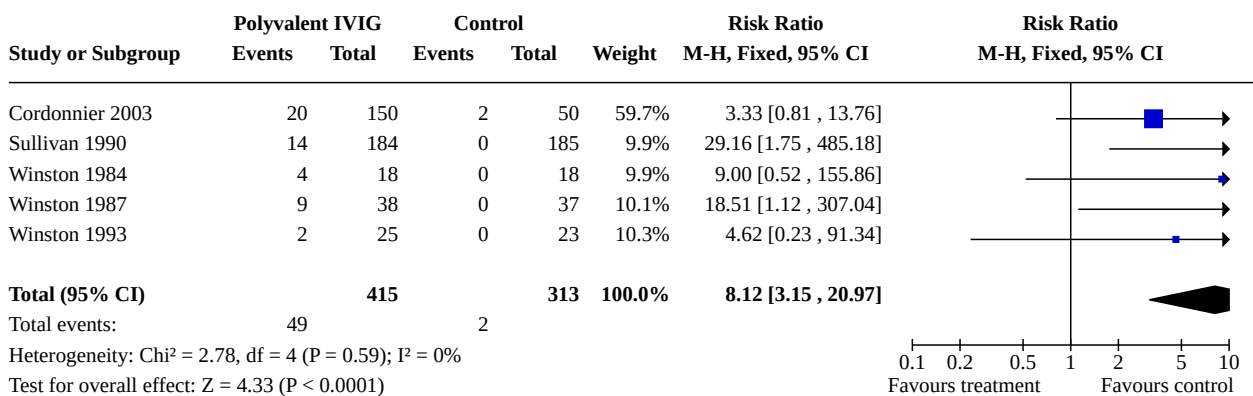 Polyvalent IVIG Control Risk Ratio Risk Ratio
Study or Subgroup Events Total Events Total Weight M-H, Fixed, 95% CI M-H, Fixed, 95% CI
Cordonnier 2003 20 150 2 50 59.7% 3.33 [0.81 , 13.76]
Sullivan 1990 14 184 0 185 9.9% 29.16 [1.75 , 485.18]
Winston 1984 4 18 0 18 9.9% 9.00 [0.52 , 155.86]
Winston 1987 9 38 0 37 10.1% 18.51 [1.12 , 307.04]
Winston 1993 2 25 0 23 10.3% 4.62 [0.23 , 91.34]
Total (95% CI) 415 313 100.0% 8.12 [3.15 , 20.97]
Total events: 49 2
Heterogeneity: Chi² = 2.78, df = 4 (P = 0.59); I² = 0%
0.1 0.2 0.5 1 2 5 10
Test for overall effect: Z = 4.33 (P < 0.0001) Favours treatment Favours control